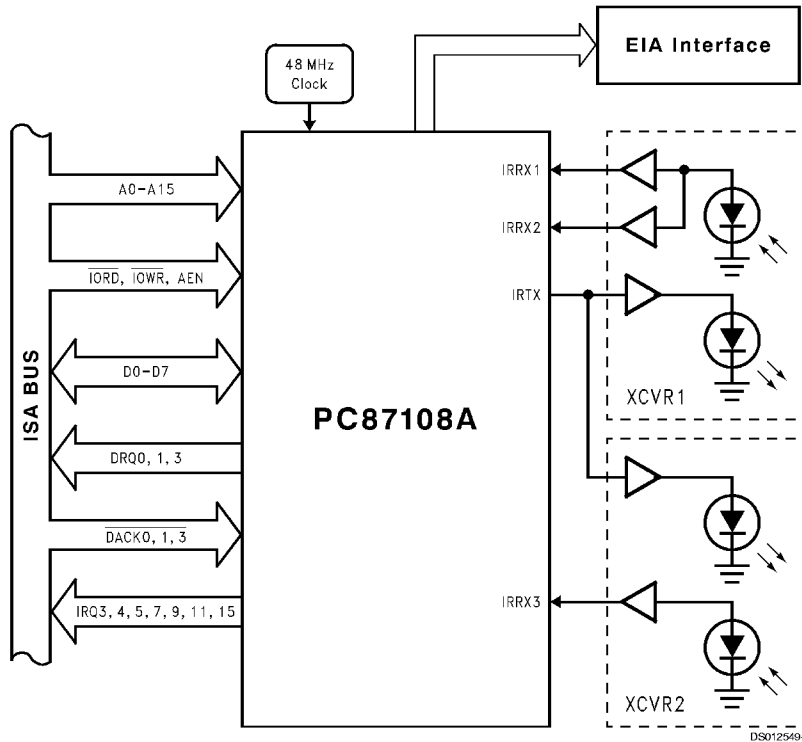 EIA Interface
48 MHz
Clock
ISA BUS
A0-A15
IORD, IOWR, AEN
D0-D7
DRQ0, 1, 3
DACK0, 1, 3
IRQ3, 4, 5, 7, 9, 11, 15
PC87108A
IRRX1
IRRX2
IRTX
IRRX3
XCVR1
XCVR2
DS012549-